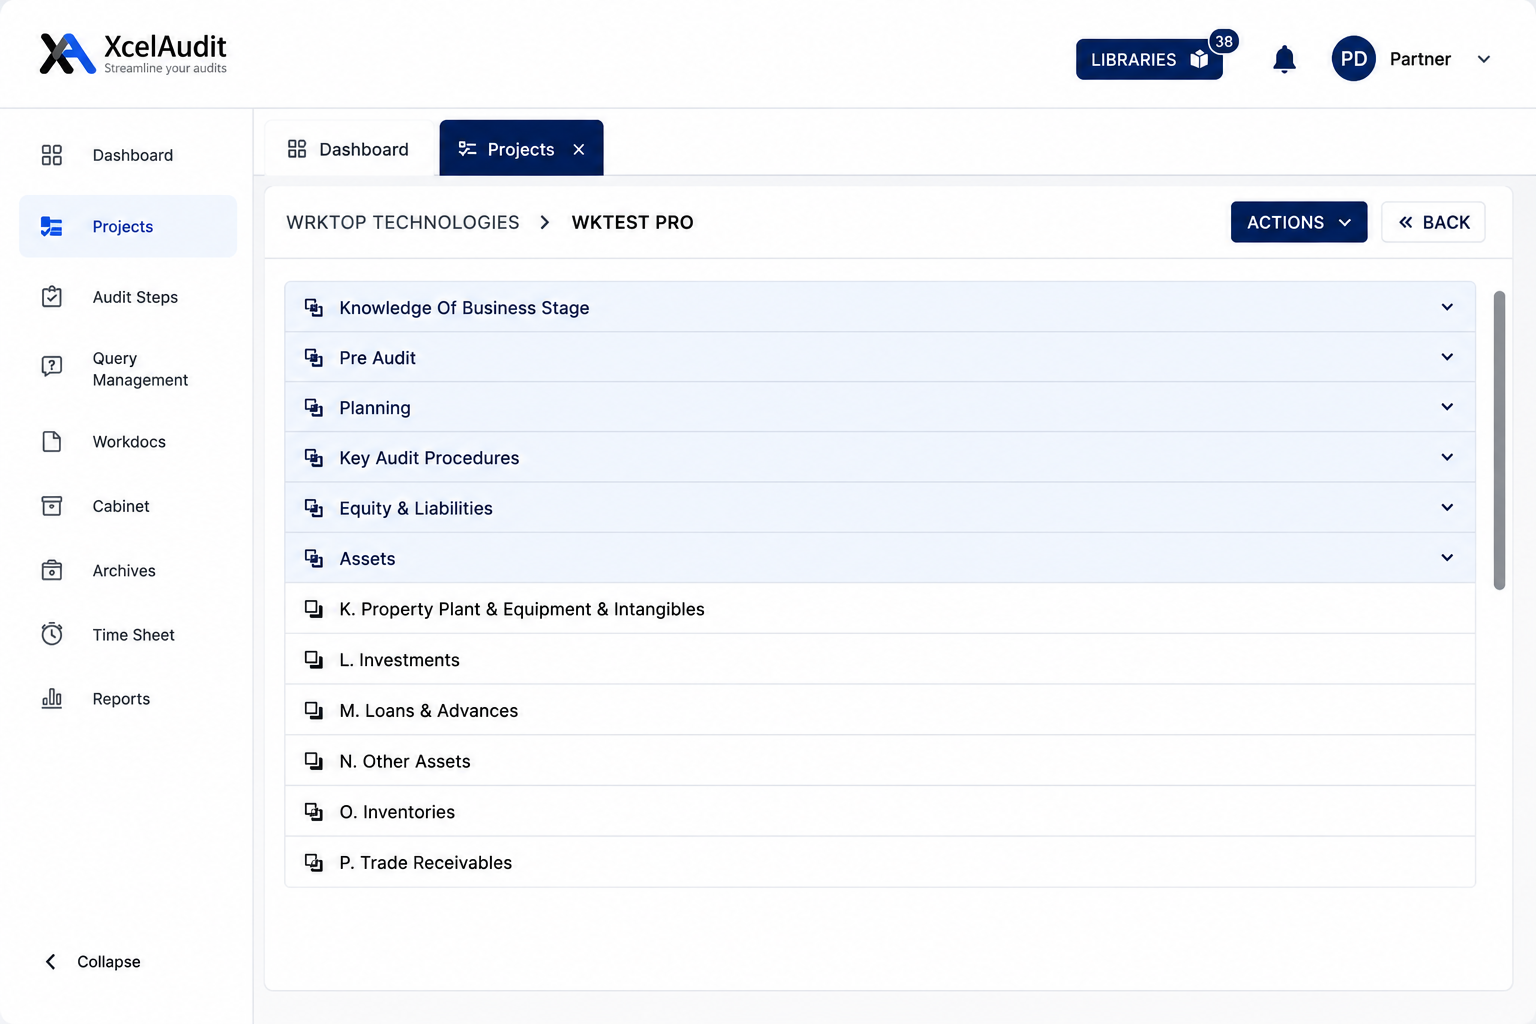 XcelAudit
Streamline your audits
LIBRARIES
38
PD
Partner
Dashboard
Projects
Audit Steps
Query
Management
Workdocs
Cabinet
Archives
Time Sheet
Reports
Collapse
Dashboard
Projects
WRKTOP TECHNOLOGIES
WKTEST PRO
ACTIONS
BACK
Knowledge Of Business Stage
Pre Audit
Planning
Key Audit Procedures
Equity & Liabilities
Assets
K. Property Plant & Equipment & Intangibles
L. Investments
M. Loans & Advances
N. Other Assets
O. Inventories
P. Trade Receivables